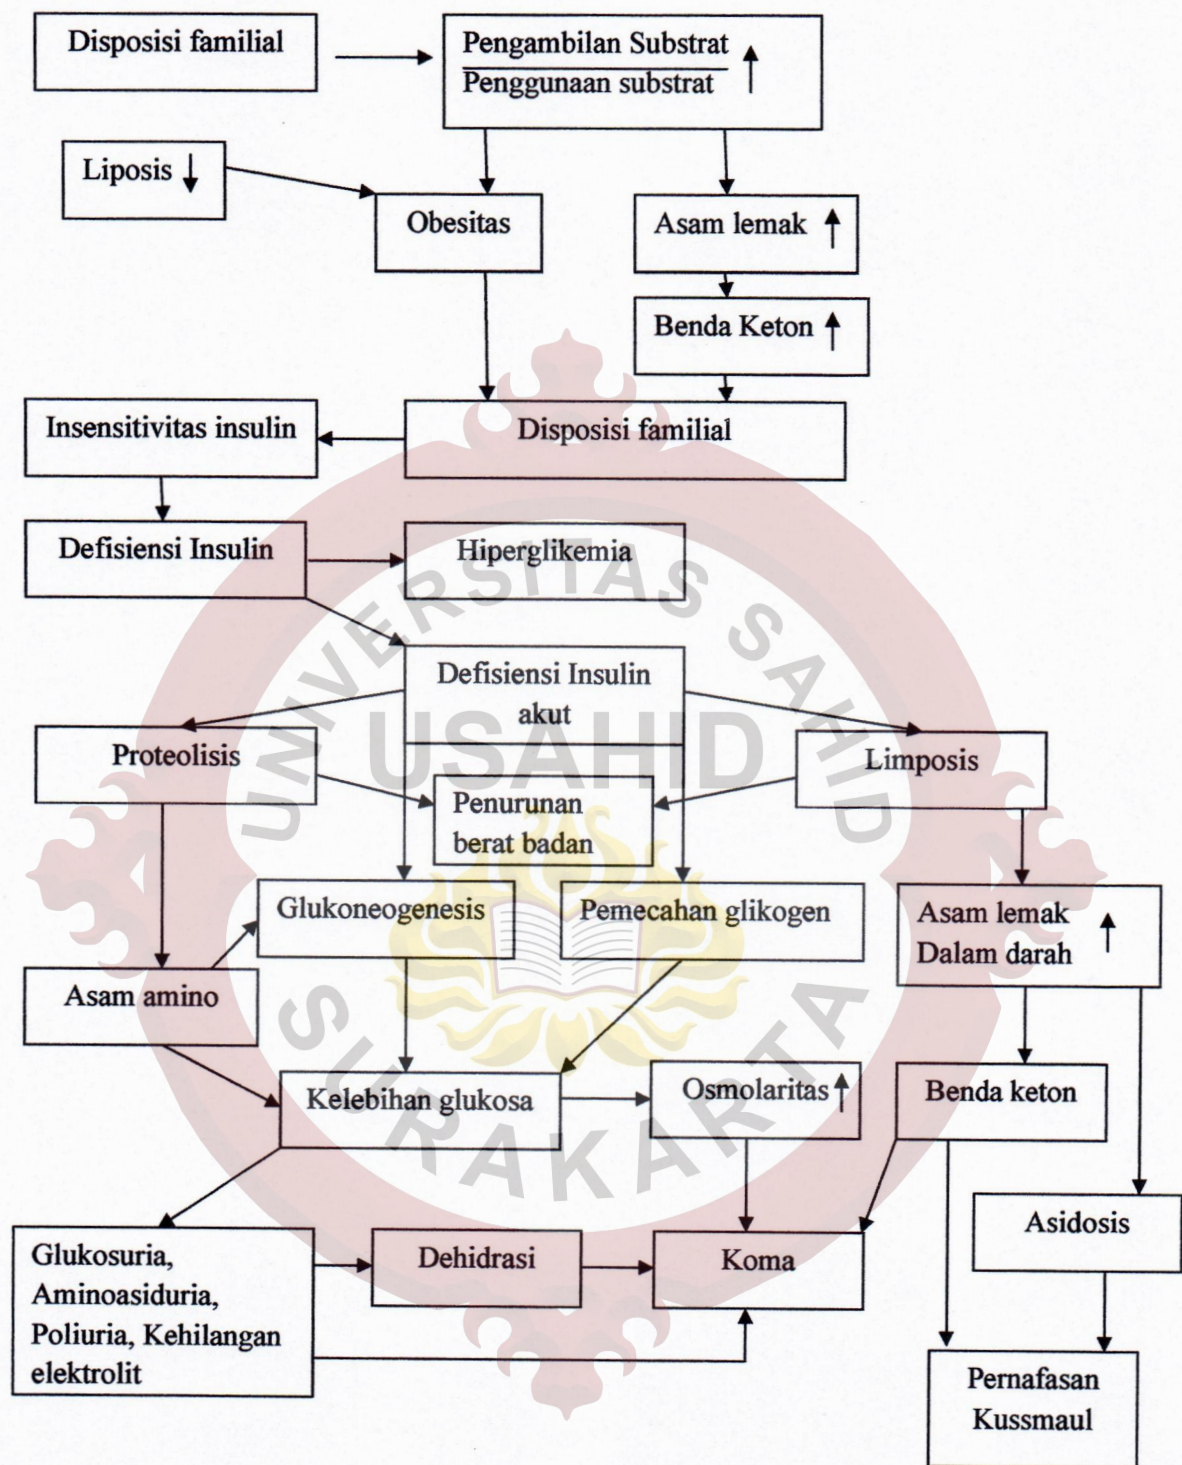 Disposisi familial
Pengambilan Substrat
Penggunaan substrat ↑
Liposis ↓
Obesitas
Asam lemak ↑
Benda Keton ↑
Insensitivitas insulin
Disposisi familial
Defisiensi Insulin
Hiperglikemia
UNIVERSITAS SAHID
Defisiensi Insulin
akut
USAHID
Proteolisis
Limposis
Penurunan
berat badan
Glukoneogenesis
Pemecahan glikogen
Asam lemak ↑
Dalam darah
Asam amino
SURAKARTA
Kelebihan glukosa
Osmolaritas ↑
Benda keton
Asidosis
Glukosuria,
Aminoasiduria,
Poliuria, Kehilangan
elektrolit
Dehidrasi
Koma
Pernafasan
Kussmaul